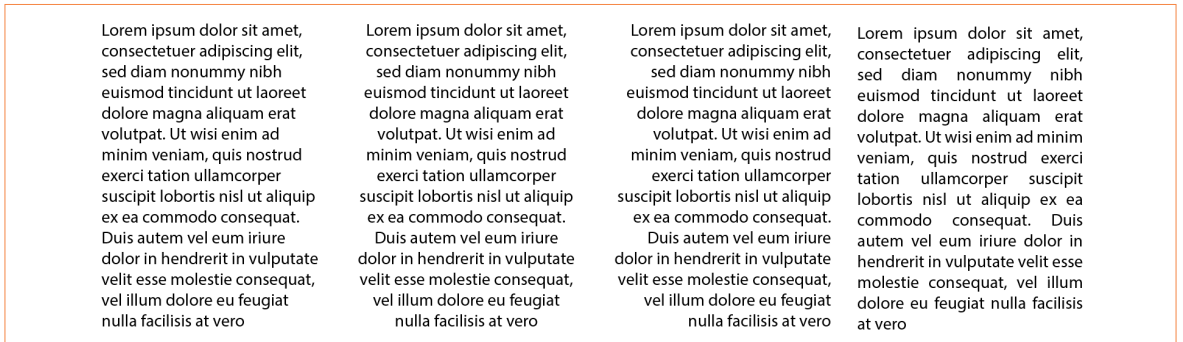 Lorem ipsum dolor sit amet,
consectetuer adipiscing elit,
sed diam nonummy nibh
euismod tincidunt ut laoreet
dolore magna aliquam erat
volutpat. Ut wisi enim ad
minim veniam, quis nostrud
exerci tation ullamcorper
suscipit lobortis nisl ut aliquip
ex ea commodo consequat.
Duis autem vel eum iriure
dolor in hendrerit in vulputate
velit esse molestie consequat,
vel illum dolore eu feugiat
nulla facilisis at vero
Lorem ipsum dolor sit amet,
consectetuer adipiscing elit,
sed diam nonummy nibh
euismod tincidunt ut laoreet
dolore magna aliquam erat
volutpat. Ut wisi enim ad
minim veniam, quis nostrud
exerci tation ullamcorper
suscipit lobortis nisl ut aliquip
ex ea commodo consequat.
Duis autem vel eum iriure
dolor in hendrerit in vulputate
velit esse molestie consequat,
vel illum dolore eu feugiat
nulla facilisis at vero
Lorem ipsum dolor sit amet,
consectetuer adipiscing elit,
sed diam nonummy nibh
euismod tincidunt ut laoreet
dolore magna aliquam erat
volutpat. Ut wisi enim ad
minim veniam, quis nostrud
exerci tation ullamcorper
suscipit lobortis nisl ut aliquip
ex ea commodo consequat.
Duis autem vel eum iriure
dolor in hendrerit in vulputate
velit esse molestie consequat,
vel illum dolore eu feugiat
nulla facilisis at vero
Lorem ipsum dolor sit amet,
consectetuer adipiscing elit,
sed diam nonummy nibh
euismod tincidunt ut laoreet
dolore magna aliquam erat
volutpat. Ut wisi enim ad minim
veniam, quis nostrud exerci
tation ullamcorper suscipit
lobortis nisl ut aliquip ex ea
commodo consequat. Duis
autem vel eum iriure dolor in
hendrerit in vulputate velit esse
molestie consequat, vel illum
dolore eu feugiat nulla facilisis
at vero